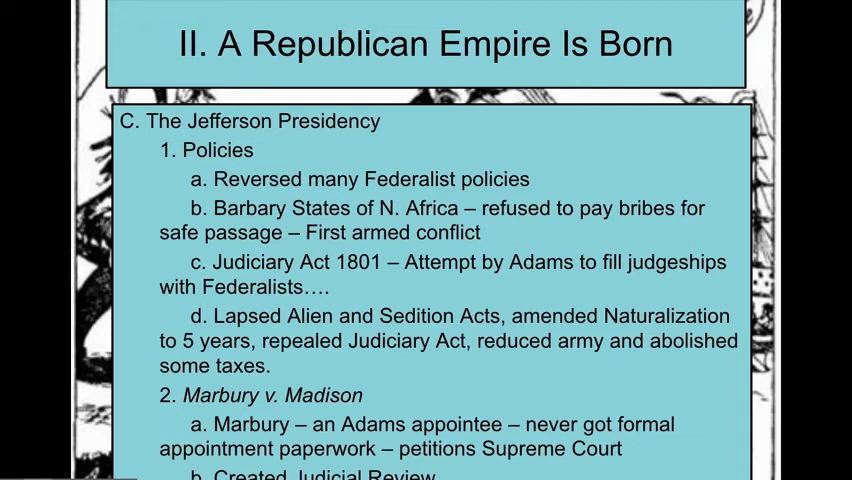 II. A Republican Empire Is Born
C. The Jefferson Presidency
1. Policies
a. Reversed many Federalist policies
b. Barbary States of N. Africa – refused to pay bribes for
safe passage – First armed conflict
c. Judiciary Act 1801 – Attempt by Adams to fill judgeships
with Federalists….
d. Lapsed Alien and Sedition Acts, amended Naturalization
to 5 years, repealed Judiciary Act, reduced army and abolished
some taxes.
2. Marbury v. Madison
a. Marbury – an Adams appointee – never got formal
appointment paperwork – petitions Supreme Court
b. Created Judicial Review